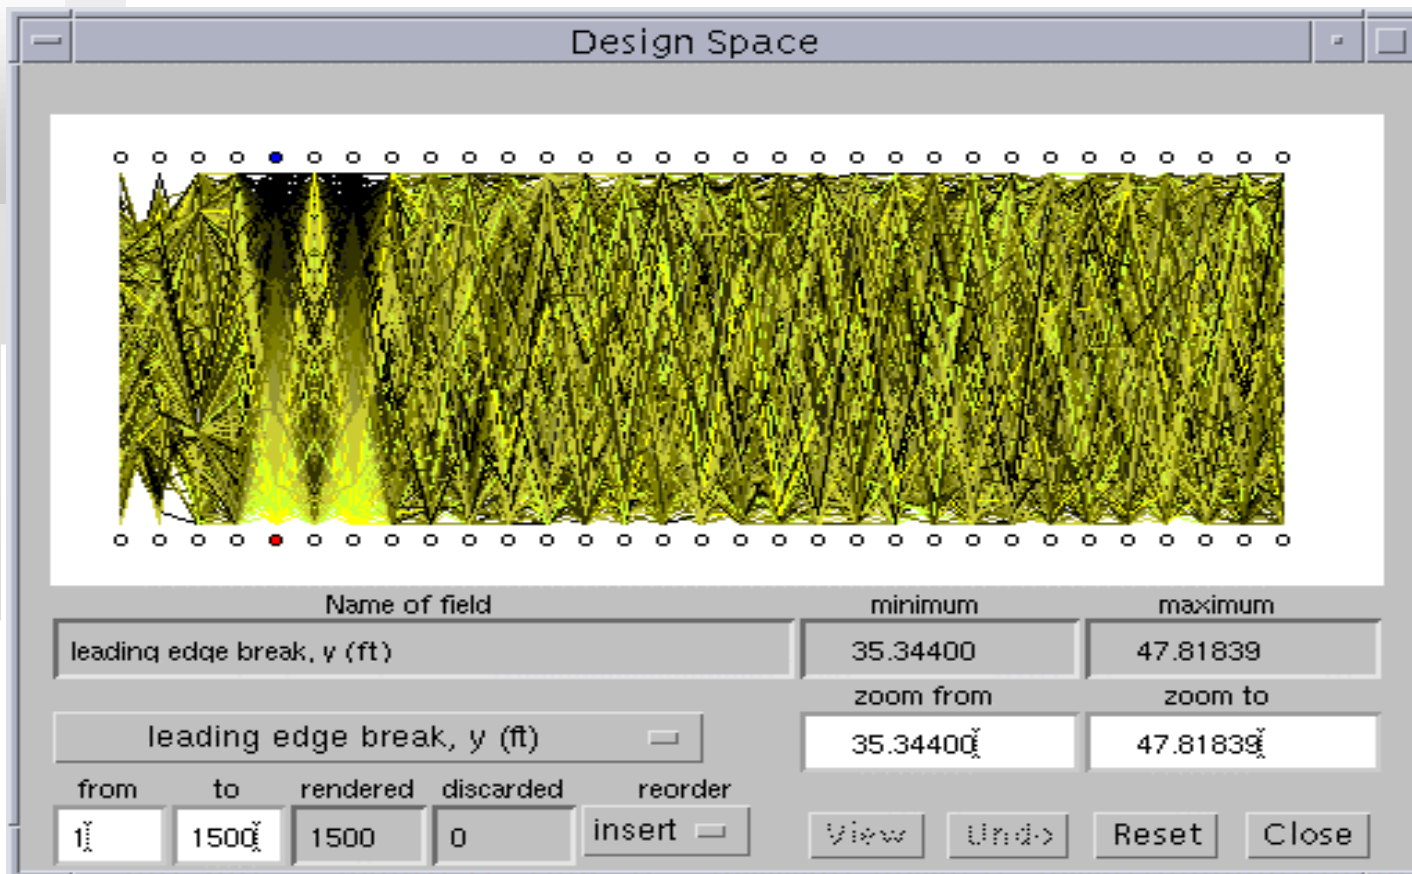 Design Space
Name of field minimum maximum
leading edge break, y (ft) 35.34400 47.81839
zoom from zoom to
leading edge break, y (ft) 35.34400 47.81839
from to rendered discarded reorder
1 1500 1500 0 insert View Undo Reset Close